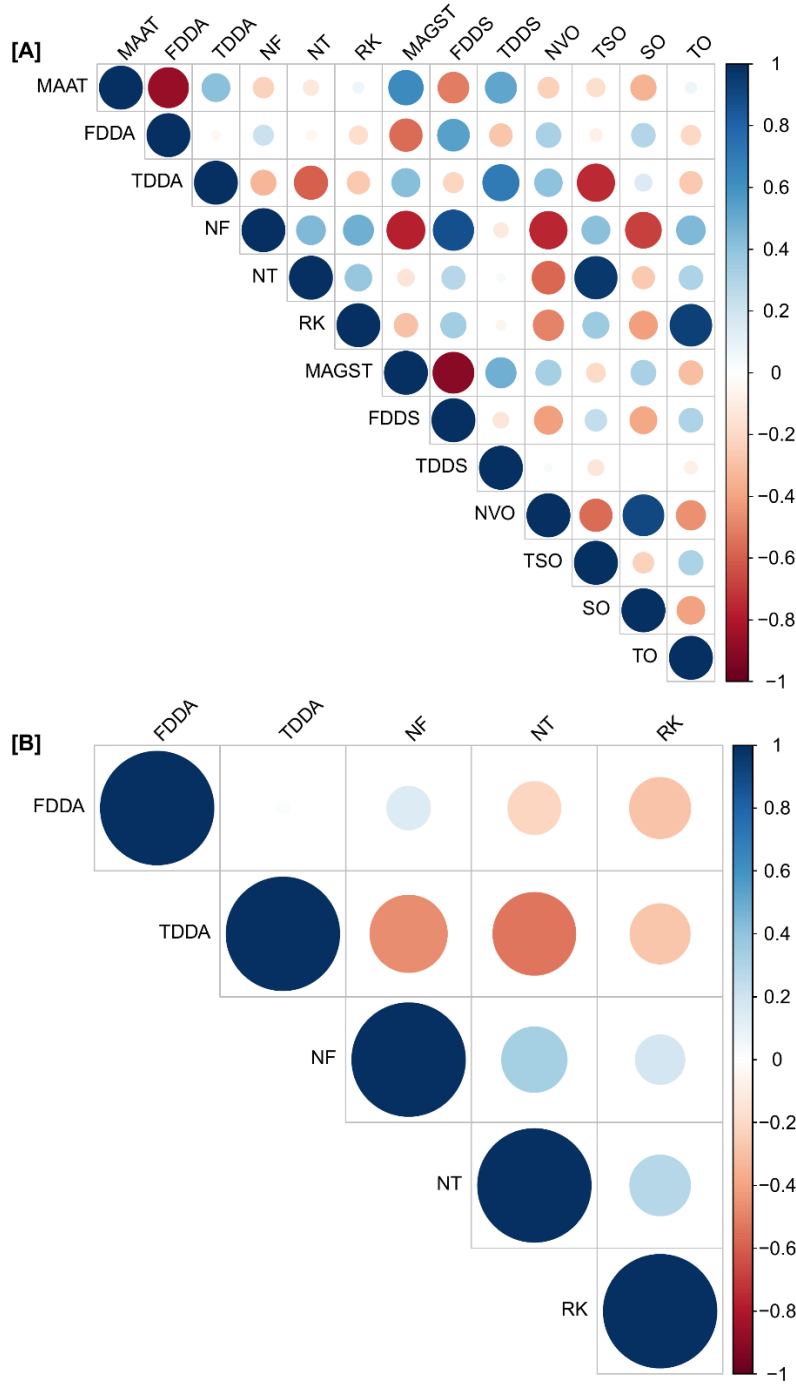 [A]
MAAT FDDA TDDA NF NT RK MAGST FDDS TDDS NVO TSO SO TO
MAAT
FDDA
TDDA
NF
NT
RK
MAGST
FDDS
TDDS
NVO
TSO
SO
TO
1
0.8
0.6
0.4
0.2
0
−0.2
−0.4
−0.6
−0.8
−1
[B]
FDDA TDDA NF NT RK
FDDA
TDDA
NF
NT
RK
1
0.8
0.6
0.4
0.2
0
−0.2
−0.4
−0.6
−0.8
−1